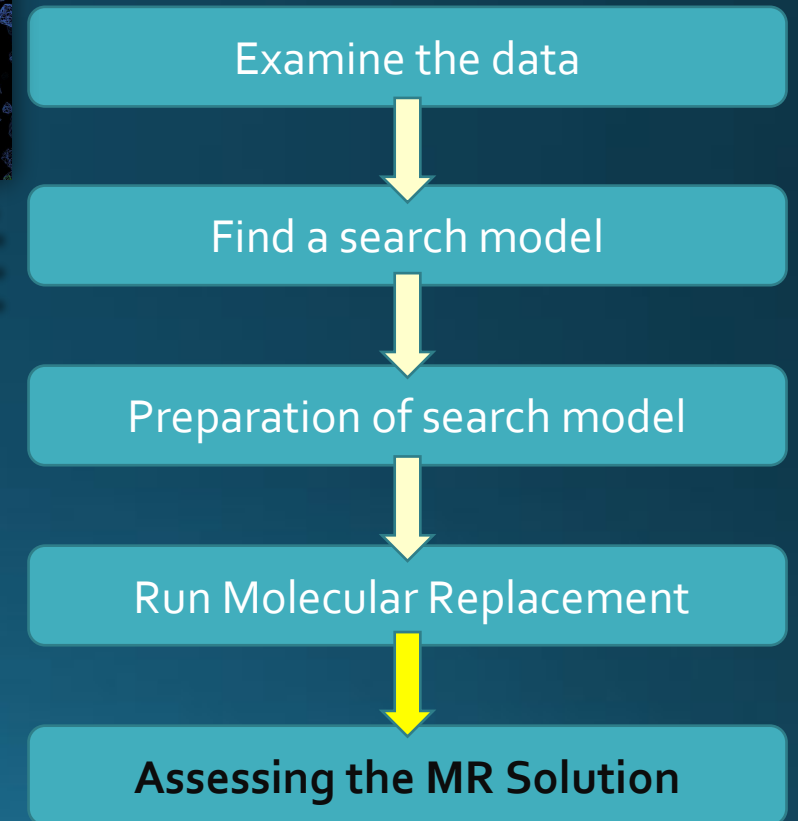 Examine the data
Find a search model
Preparation of search model
Run Molecular Replacement
Assessing the MR Solution